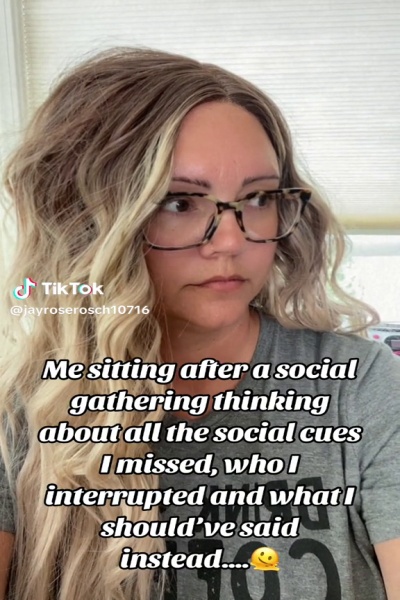 TikTok
@jayroserosch10716
Me sitting after a social
gathering thinking
about all the social cues
I missed, who I
interrupted and what I
should've said
instead....🫠